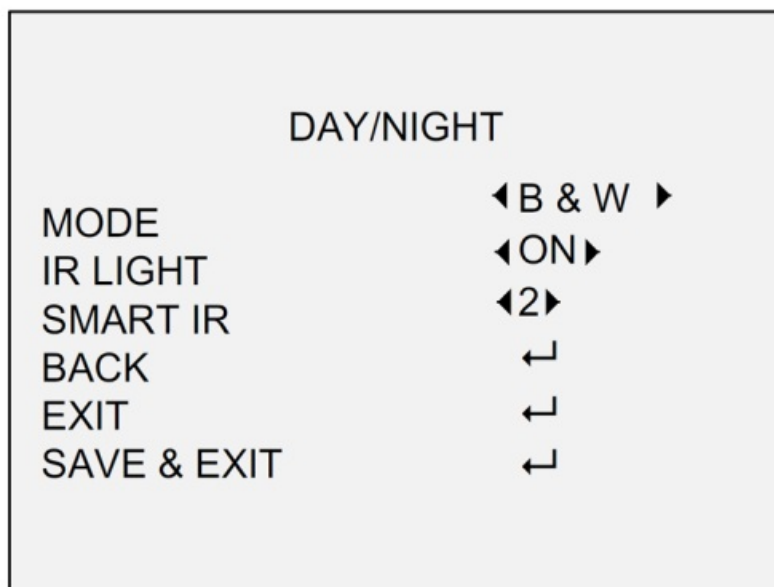 DAY/NIGHT
MODE ◀ B & W ▶
IR LIGHT ◀ ON ▶
SMART IR ◀ 2 ▶
BACK ↵
EXIT ↵
SAVE & EXIT ↵